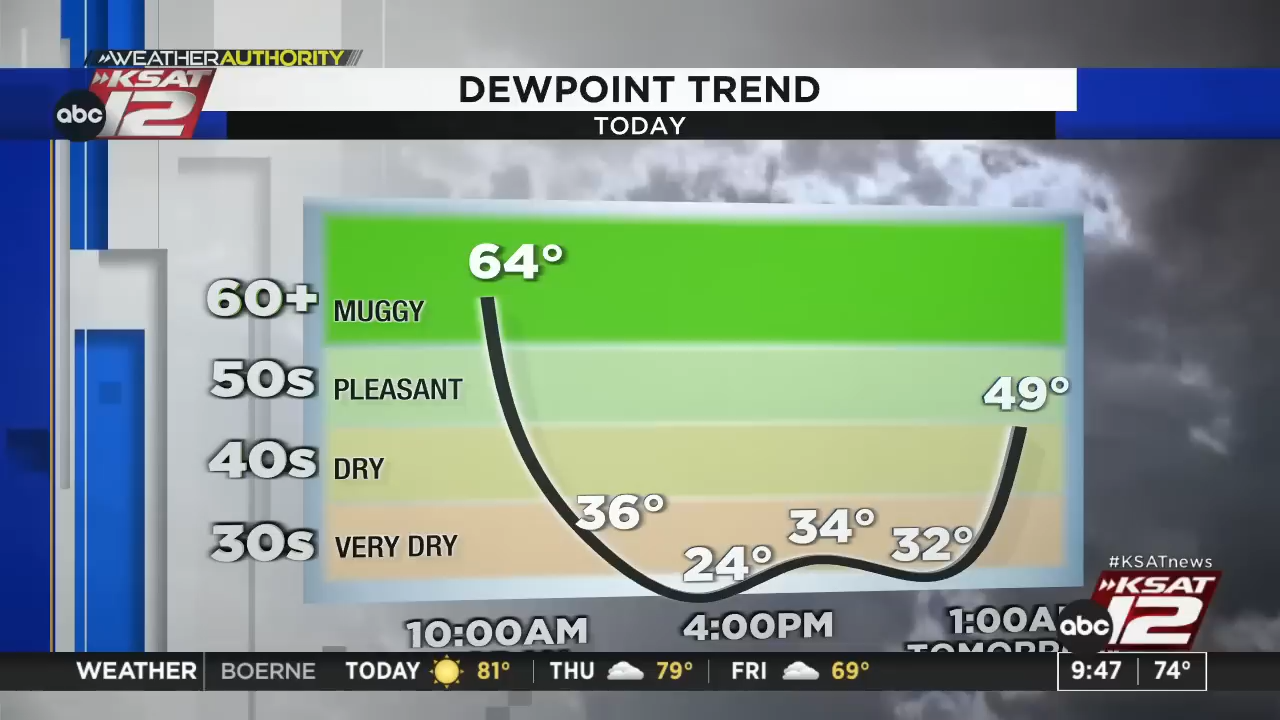 WEATHERAUTHORITY
KSAT
abc 12
DEWPOINT TREND
TODAY
64°
60+ MUGGY
50s PLEASANT
49°
40s DRY
36°
34°
32°
30s VERY DRY
24°
#KSATnews
KSAT
abc 12
10:00AM 4:00PM
WEATHER BOERNE TODAY 81° THU 79° FRI 69° 9:47 74°